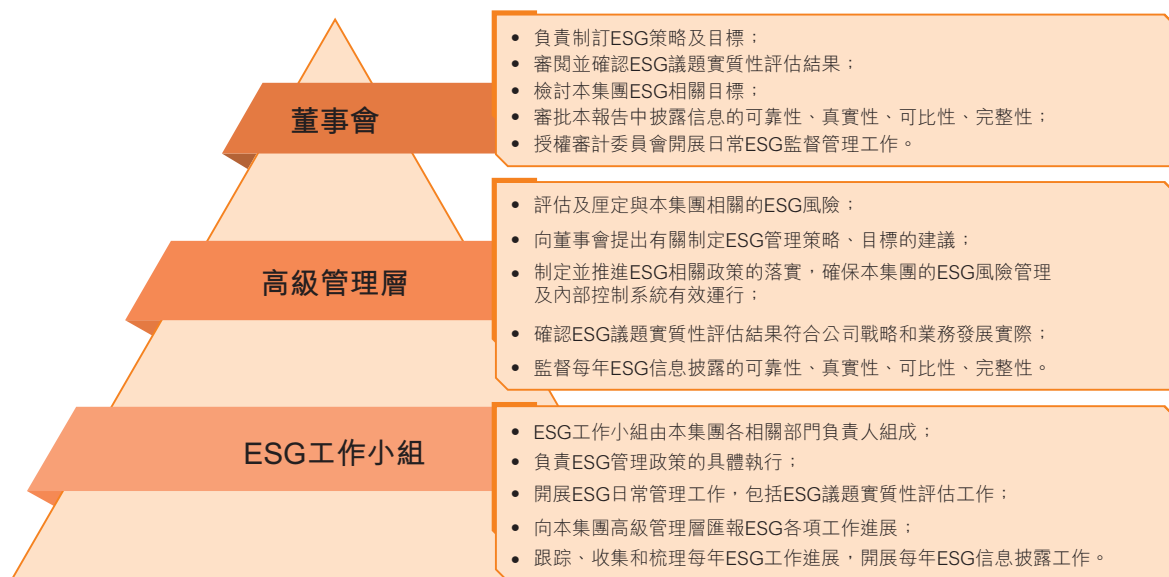 董事會
• 負責制訂ESG策略及目標；
• 審閱並確認ESG議題實質性評估結果；
• 檢討本集團ESG相關目標；
• 審批本報告中披露信息的可靠性、真實性、可比性、完整性；
• 授權審計委員會開展日常ESG監督管理工作。
高級管理層
• 評估及厘定與本集團相關的ESG風險；
• 向董事會提出有關制定ESG管理策略、目標的建議；
• 制定並推進ESG相關政策的落實，確保本集團的ESG風險管理
及內部控制系統有效運行；
• 確認ESG議題實質性評估結果符合公司戰略和業務發展實際；
• 監督每年ESG信息披露的可靠性、真實性、可比性、完整性。
ESG工作小組
• ESG工作小組由本集團各相關部門負責人組成；
• 負責ESG管理政策的具體執行；
• 開展ESG日常管理工作，包括ESG議題實質性評估工作；
• 向本集團高級管理層匯報ESG各項工作進展；
• 跟踪、收集和梳理每年ESG工作進展，開展每年ESG信息披露工作。